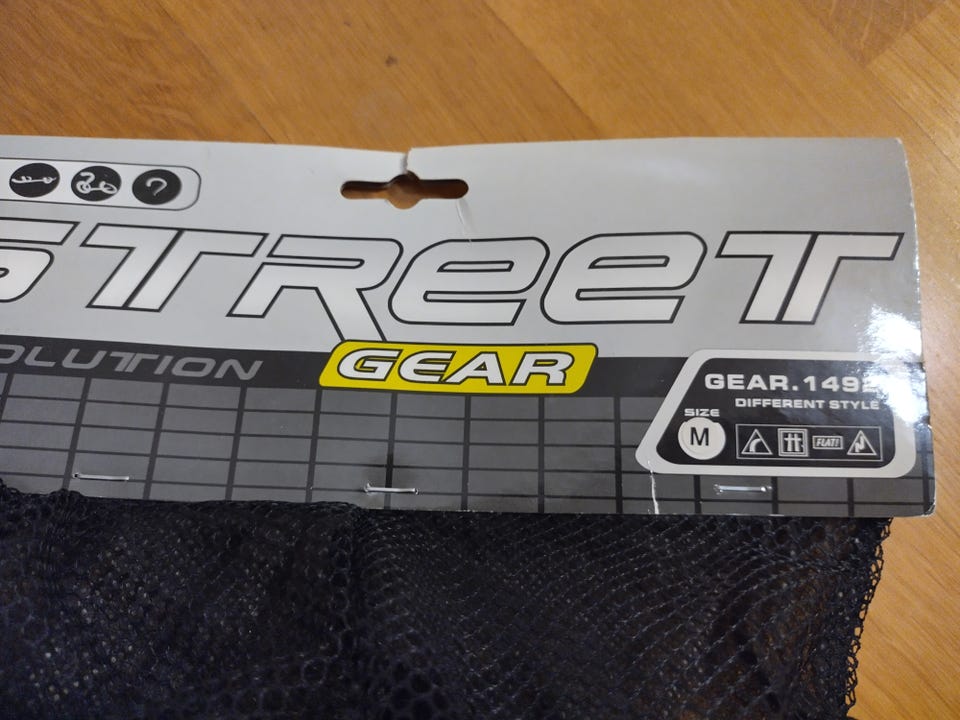 STREET
OLUTION
GEAR
GEAR.149
DIFFERENT STYLE
SIZE
M
FLAT!